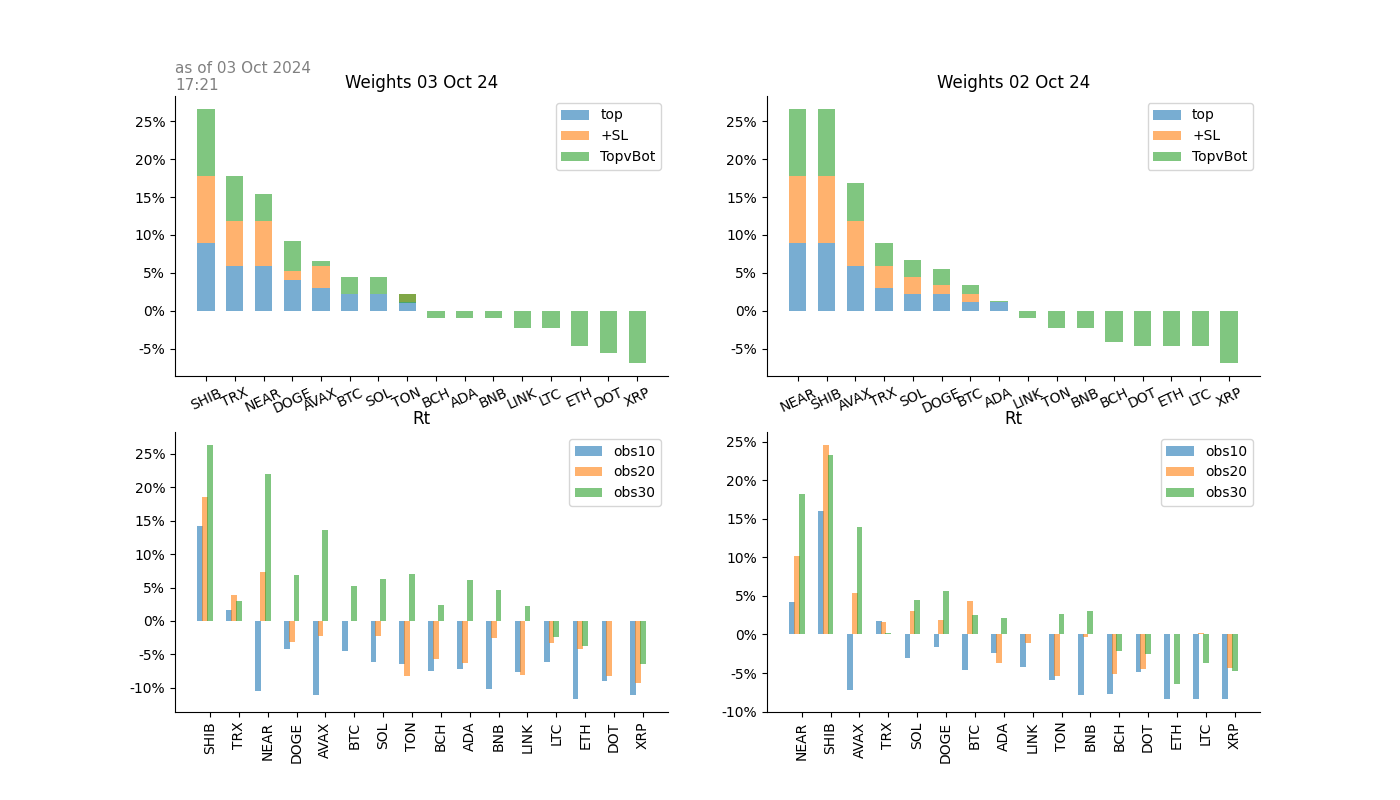 as of 03 Oct 2024
17:21
Weights 03 Oct 24
25%
20%
15%
10%
5%
0%
-5%
top
+SL
TopvBot
SHIB TRX NEAR DOGE AVAX BTC SOL TON BCH ADA BNB LINK LTC ETH DOT XRP
Weights 02 Oct 24
25%
20%
15%
10%
5%
0%
-5%
top
+SL
TopvBot
NEAR SHIB AVAX TRX SOL DOGE BTC ADA LINK TON BNB BCH DOT ETH LTC XRP
Rt
25%
20%
15%
10%
5%
0%
-5%
-10%
obs10
obs20
obs30
SHIB TRX NEAR DOGE AVAX BTC SOL TON BCH ADA BNB LINK LTC ETH DOT XRP
Rt
25%
20%
15%
10%
5%
0%
-5%
-10%
obs10
obs20
obs30
NEAR SHIB AVAX TRX SOL DOGE BTC ADA LINK TON BNB BCH DOT ETH LTC XRP